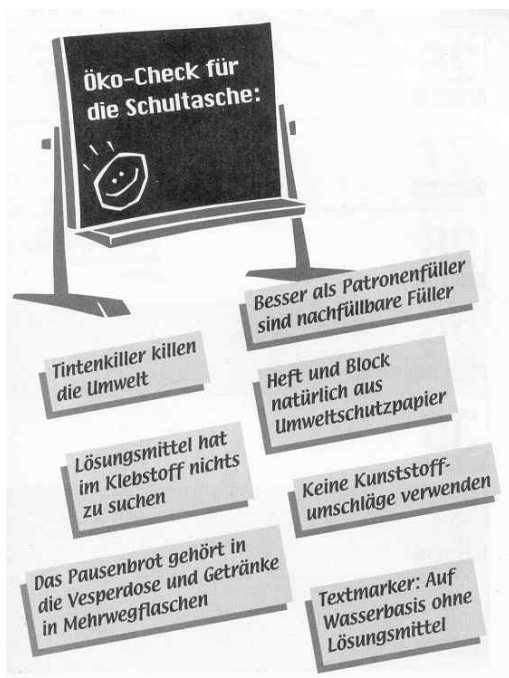 Öko-Check für
die Schultasche:
Besser als Patronenfüller
sind nachfüllbare Füller
Tintenkiller killen
die Umwelt
Heft und Block
natürlich aus
Umweltschutzpapier
Lösungsmittel hat
im Klebstoff nichts
zu suchen
Keine Kunststoff-
umschläge verwenden
Das Pausenbrot gehört in
die Vesperdose und Getränke
in Mehrwegflaschen
Textmarker: Auf
Wasserbasis ohne
Lösungsmittel